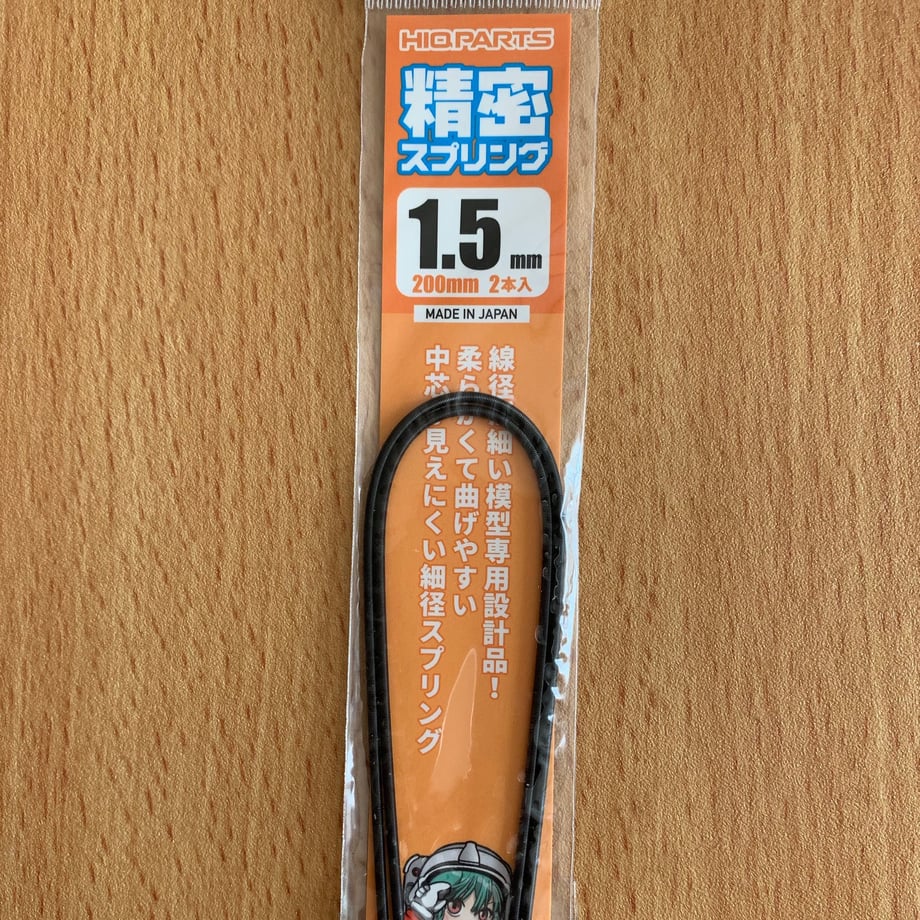 HIQPARTS
精密
スプリング
1.5 mm
200mm 2本入
MADE IN JAPAN
線径 細い模型専用設計品！
柔らかくて曲げやすい
中芯 見えにくい細径スプリング